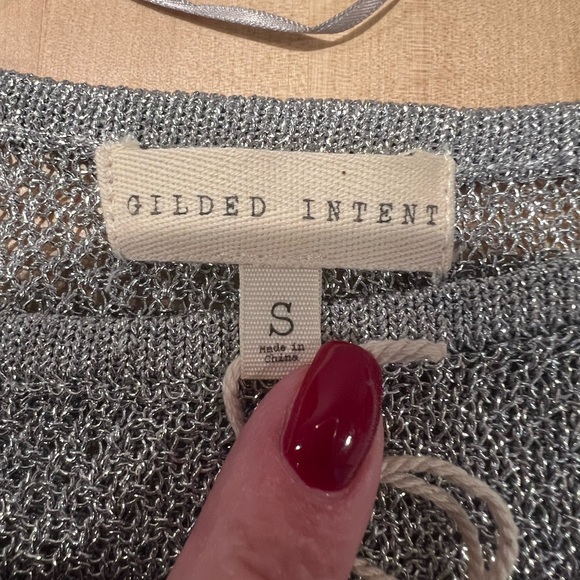 GILDED INTENT
S
Made in
China